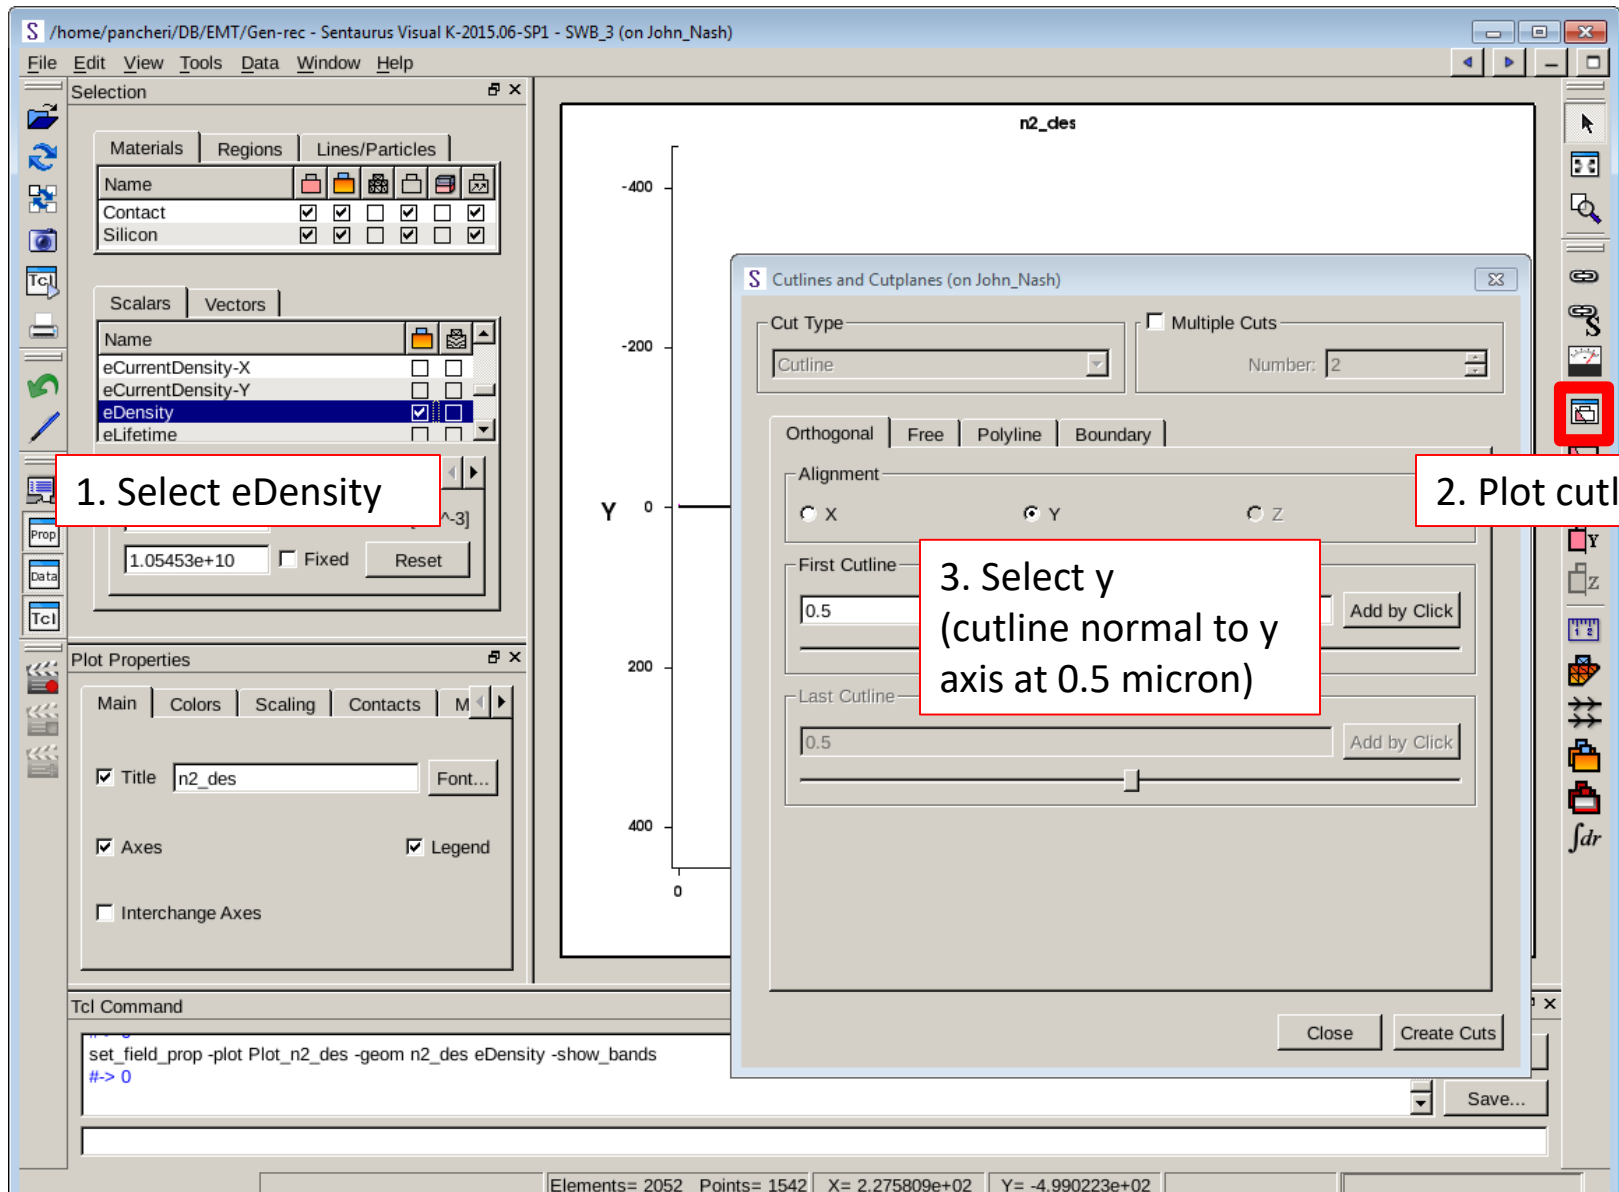 /home/pancheri/DB/EMT/Gen-rec - Sentaurus Visual K-2015.06-SP1 - SWB_3 (on John_Nash)
File Edit View Tools Data Window Help
Selection
Materials Regions Lines/Particles
Name
Contact
Silicon
Scalars Vectors
Name
eCurrentDensity-X
eCurrentDensity-Y
eDensity
eLifetime
1. Select eDensity
^-3]
1.05453e+10 Fixed Reset
Plot Properties
Main Colors Scaling Contacts M
Title n2_des Font...
Axes Legend
Interchange Axes
Tcl
Prop
Data
Tcl
n2_des
-400
-200
Y 0
200
400
0
Cutlines and Cutplanes (on John_Nash)
Cut Type
Cutline
Multiple Cuts
Number: 2
Orthogonal Free Polyline Boundary
Alignment
X Y Z
2. Plot cutl
First Cutline
0.5 Add by Click
3. Select y
(cutline normal to y
axis at 0.5 micron)
Last Cutline
0.5 Add by Click
Close Create Cuts
Y
Z
∫dr
Tcl Command
set_field_prop -plot Plot_n2_des -geom n2_des eDensity -show_bands
#-> 0
Save...
Elements= 2052 Points= 1542 X= 2.275809e+02 Y= -4.990223e+02